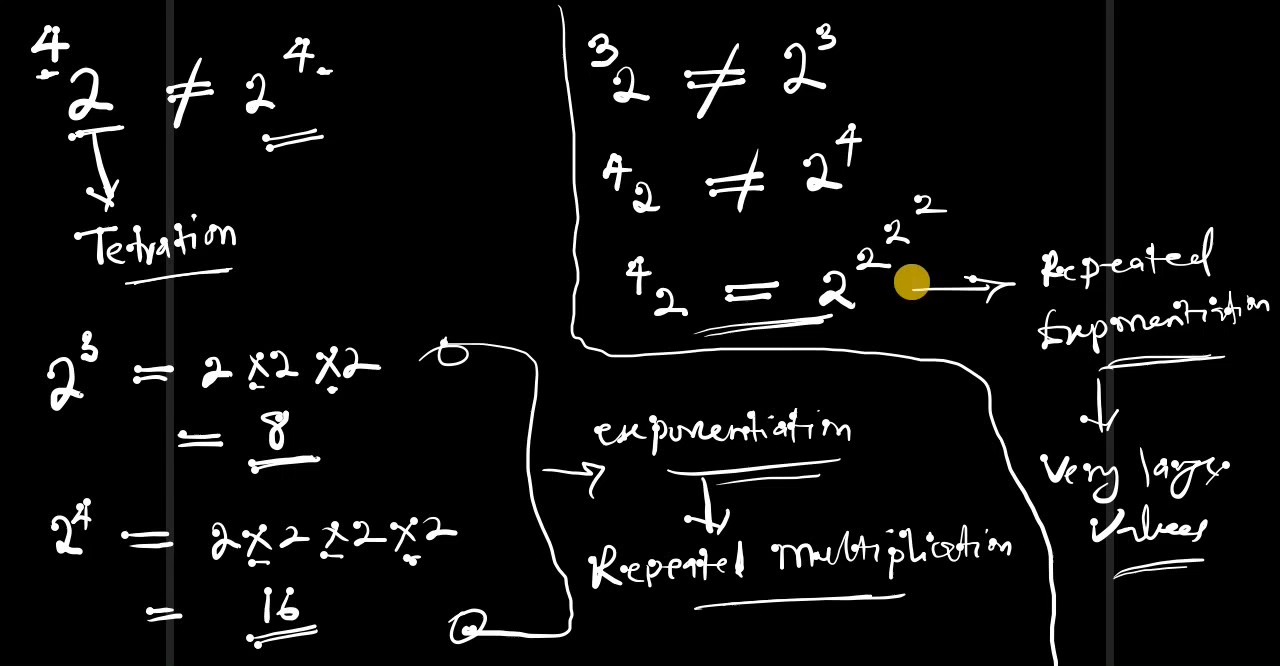 ⁴2 ≠ 2⁴
Tetration
2³ = 2 × 2 × 2
= 8
2⁴ = 2 × 2 × 2 × 2
= 16
³2 ≠ 2³
⁴2 ≠ 2⁴
⁴2 = 2^2^2^2 → Repeated
Exponentiation
Very large
Values
→ exponentiation
Repeated Multiplication